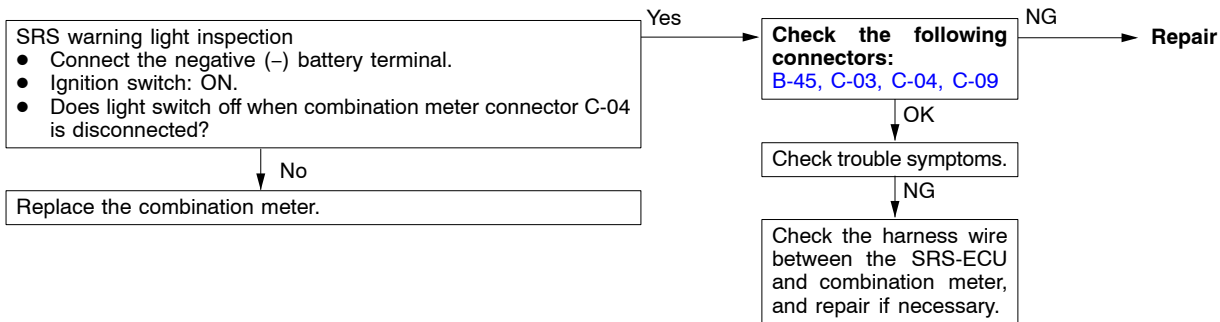 SRS warning light inspection
● Connect the negative (–) battery terminal.
● Ignition switch: ON.
● Does light switch off when combination meter connector C-04
is disconnected?
Yes
Check the following
connectors:
B-45, C-03, C-04, C-09
NG
Repair
OK
No
Check trouble symptoms.
NG
Replace the combination meter.
Check the harness wire
between the SRS-ECU
and combination meter,
and repair if necessary.